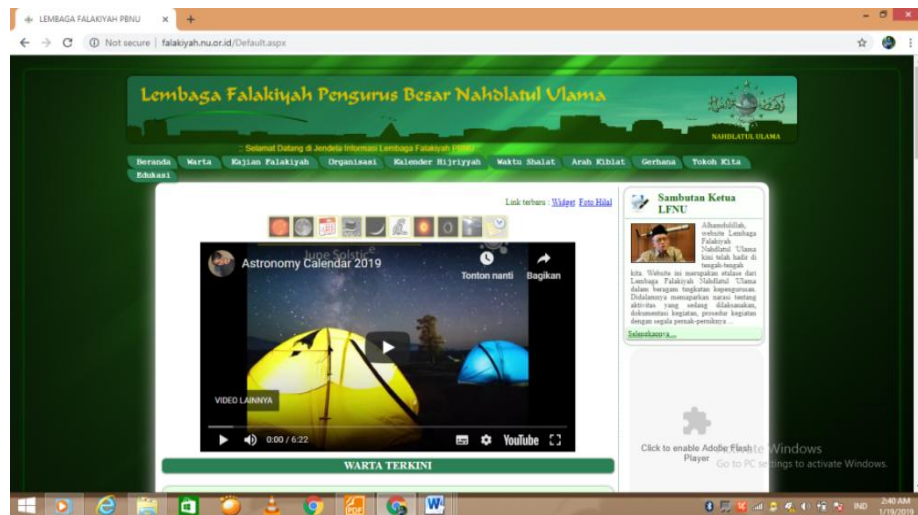 LEMBAGA FALAKIYAH PBNU
Not secure | falakiyah.nu.or.id/Default.aspx
Lembaga Falakiyah Pengurus Besar Nahdlatul Ulama
NAHDLATUL ULAMA
:: Selamat Datang di Jendela Informasi Lembaga Falakiyah PBNU
Beranda Warta Kajian Falakiyah Organisasi Kalender Hijriyyah Waktu Shalat Arah Kiblat Gerhana Tokoh Kita
Edukasi
Link terbaru : Widget Foto Hilal
June Solstice
Astronomy Calendar 2019
Tonton nanti
Bagikan
VIDEO LAINNYA
0:00 / 6:22
YouTube
WARTA TERKINI
Sambutan Ketua
LFNU
Alhamdulillah,
website Lembaga
Falakiyah
Nahdlatul 'Ulama
kini telah hadir di
tengah-tengah
kita. Website ini merupakan etalase dari
Lembaga Falakiyah Nahdlatul 'Ulama
dalam beragam tingkatan kepengurusan.
Didalamnya memaparkan narasi tentang
aktivitas yang sedang dilaksanakan,
dokumentasi kegiatan, prosedur kegiatan
dengan segala pernak-perniknya ...
Selengkapnya...
Click to enable Adobe Flash
Player
Activate Windows
Go to PC settings to activate Windows.
IND
2:40 AM
1/19/2019